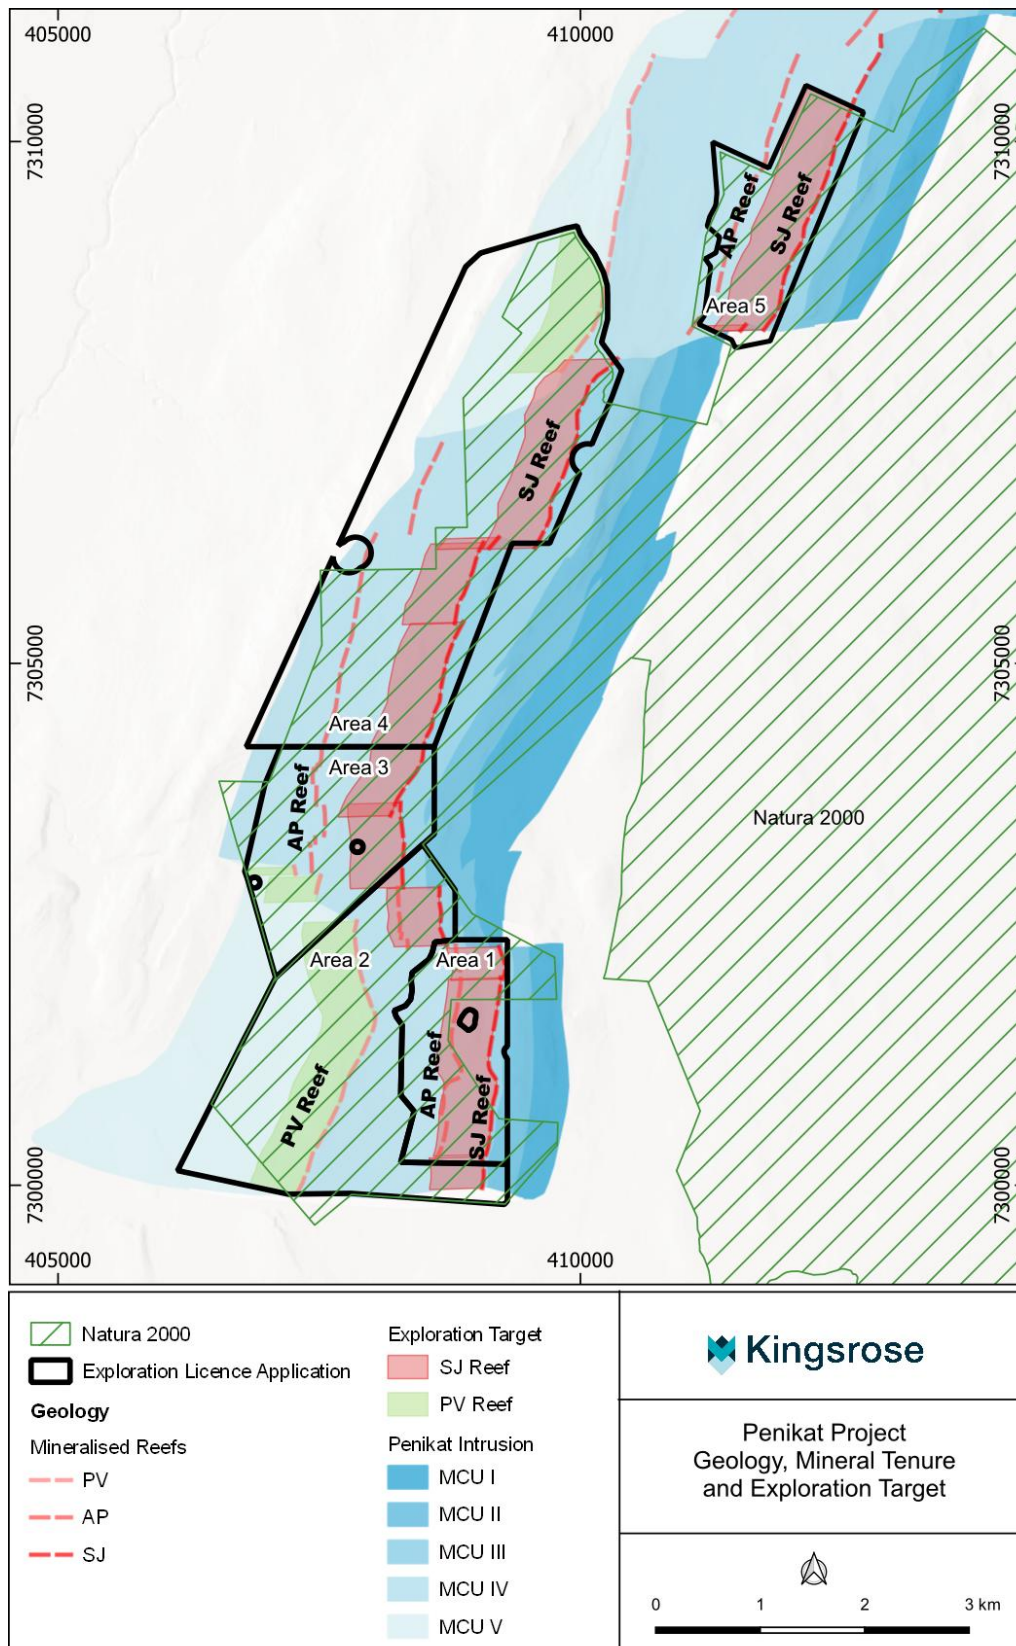 405000
410000
7310000
7310000
AP Reef
SJ Reef
Area 5
SJ Reef
7305000
7305000
Area 4
Area 3
AP Reef
Natura 2000
Area 2
Area 1
PV Reef
AP Reef
SJ Reef
7300000
7300000
405000
410000
Natura 2000
Exploration Licence Application
Geology
Mineralised Reefs
PV
AP
SJ
Exploration Target
SJ Reef
PV Reef
Penikat Intrusion
MCU I
MCU II
MCU III
MCU IV
MCU V
Kingsrose
Penikat Project
Geology, Mineral Tenure
and Exploration Target
0 1 2 3 km